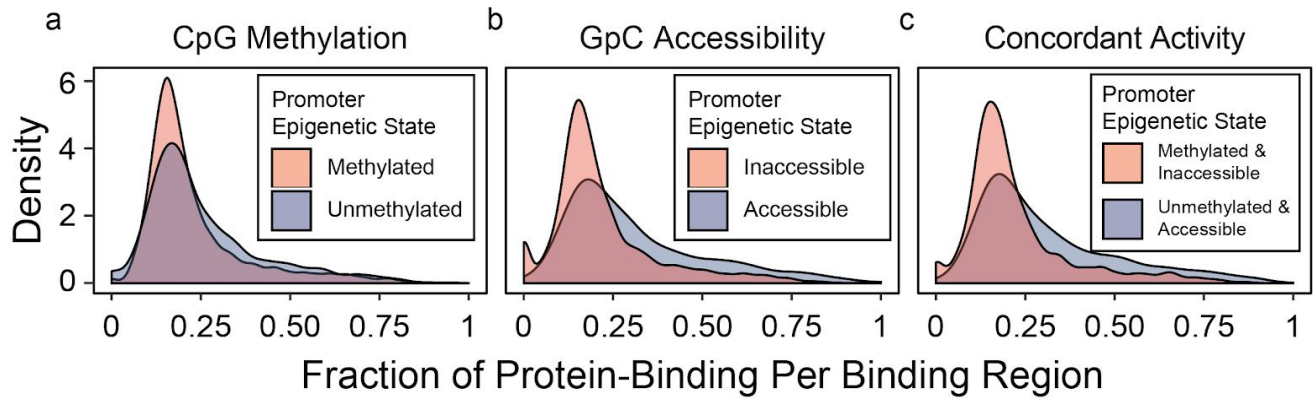 a
CpG Methylation
b
GpC Accessibility
c
Concordant Activity
Density
6
4
2
0
Promoter
Epigenetic State
Methylated
Unmethylated
0 0.25 0.50 0.75 1
Promoter
Epigenetic State
Inaccessible
Accessible
0 0.25 0.50 0.75 1
Promoter
Epigenetic State
Methylated &
Inaccessible
Unmethylated &
Accessible
0 0.25 0.50 0.75 1
Fraction of Protein-Binding Per Binding Region